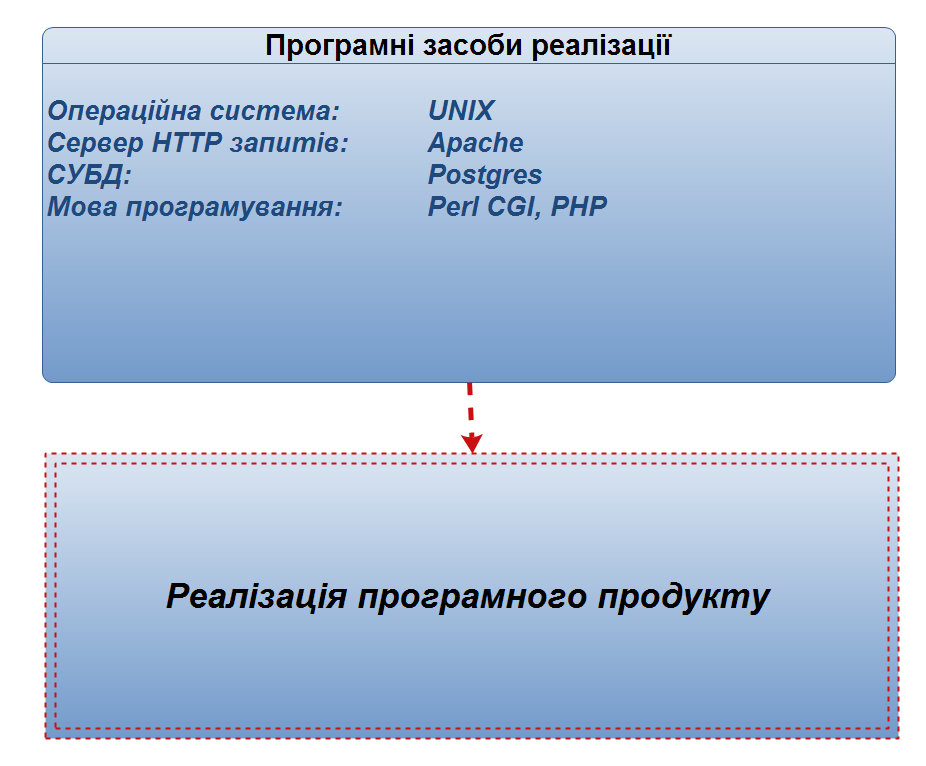 Програмні засоби реалізації
Операційна система: UNIX
Сервер HTTP запитів: Apache
СУБД: Postgres
Мова програмування: Perl CGI, PHP
Реалізація програмного продукту